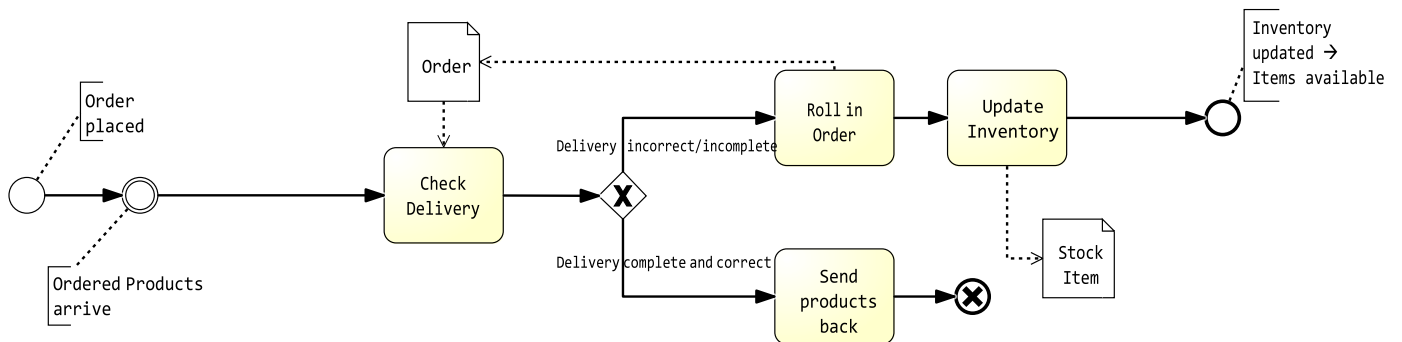 Order
placed
Ordered Products
arrive
Order
Check
Delivery
Delivery incorrect/incomplete
Delivery complete and correct
Roll in
Order
Update
Inventory
Send
products
back
Stock
Item
Inventory
updated →
Items available